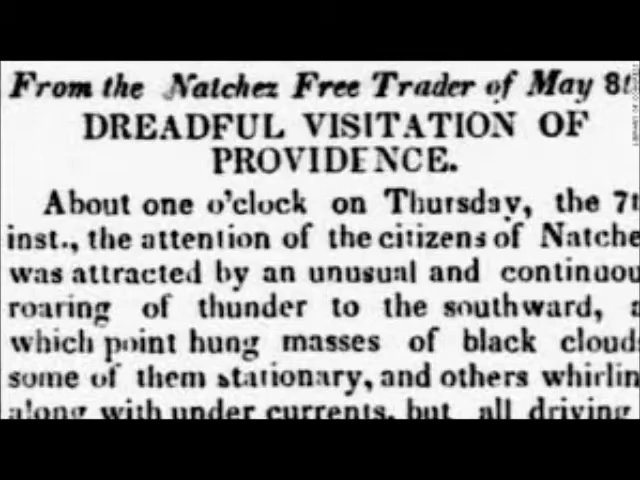 From the Natchez Free Trader of May 8t
DREADFUL VISITATION OF
PROVIDENCE.
About one o'clock on Thursday, the 7t
inst., the attention of the citizens of Natche
was attracted by an unusual and continuou
roaring of thunder to the southward, a
which point hung masses of black cloud
some of them stationary, and others whirlin
along with under currents, but all driving